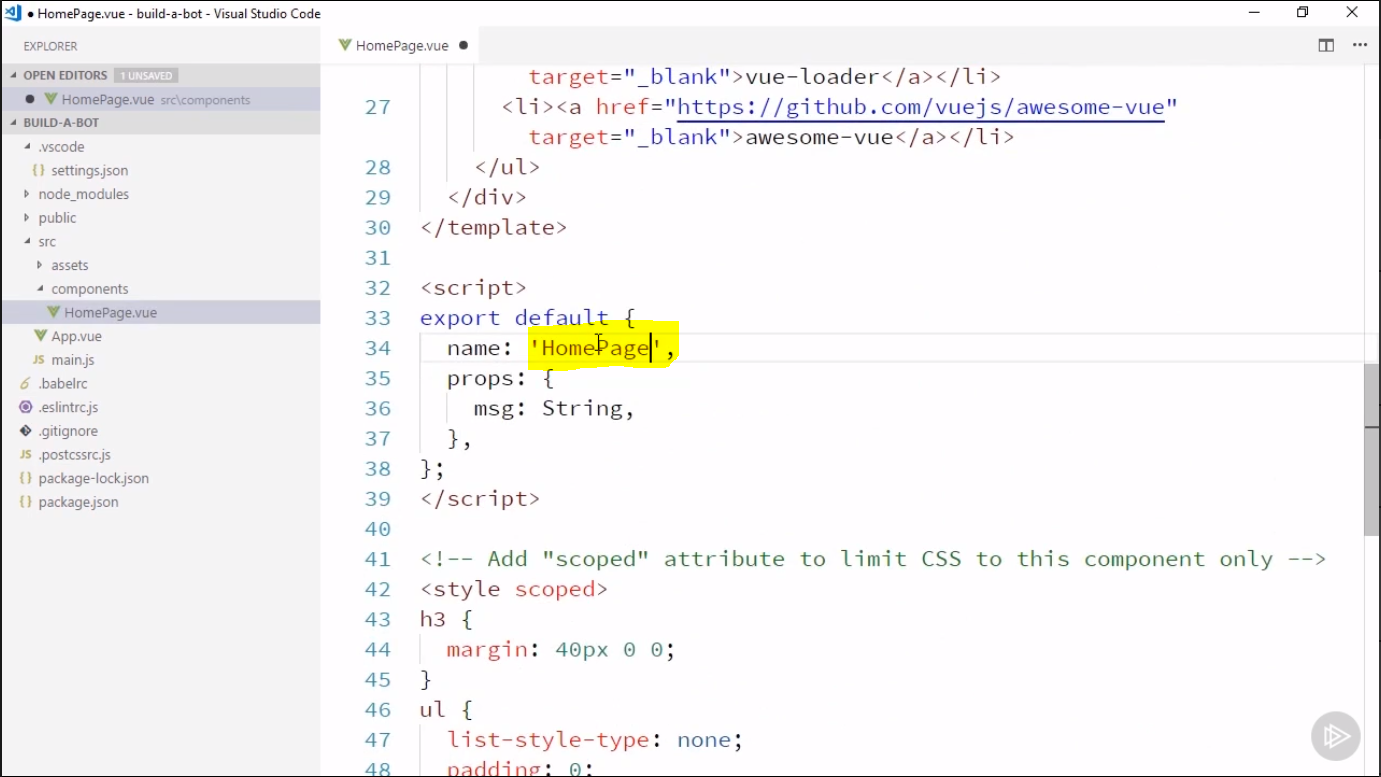 ● HomePage.vue - build-a-bot - Visual Studio Code
EXPLORER
OPEN EDITORS 1 UNSAVED
HomePage.vue src\components
BUILD-A-BOT
.vscode
{} settings.json
node_modules
public
src
assets
components
HomePage.vue
App.vue
JS main.js
.babelrc
.eslintrc.js
.gitignore
JS .postcssrc.js
{} package-lock.json
{} package.json
HomePage.vue ●
target="_blank">vue-loader</a></li>
27 <li><a href="https://github.com/vuejs/awesome-vue"
target="_blank">awesome-vue</a></li>
28 </ul>
29 </div>
30 </template>
31
32 <script>
33 export default {
34 name: 'HomePage',
35 props: {
36 msg: String,
37 },
38 };
39 </script>
40
41 <!-- Add "scoped" attribute to limit CSS to this component only -->
42 <style scoped>
43 h3 {
44 margin: 40px 0 0;
45 }
46 ul {
47 list-style-type: none;
48 padding: 0;